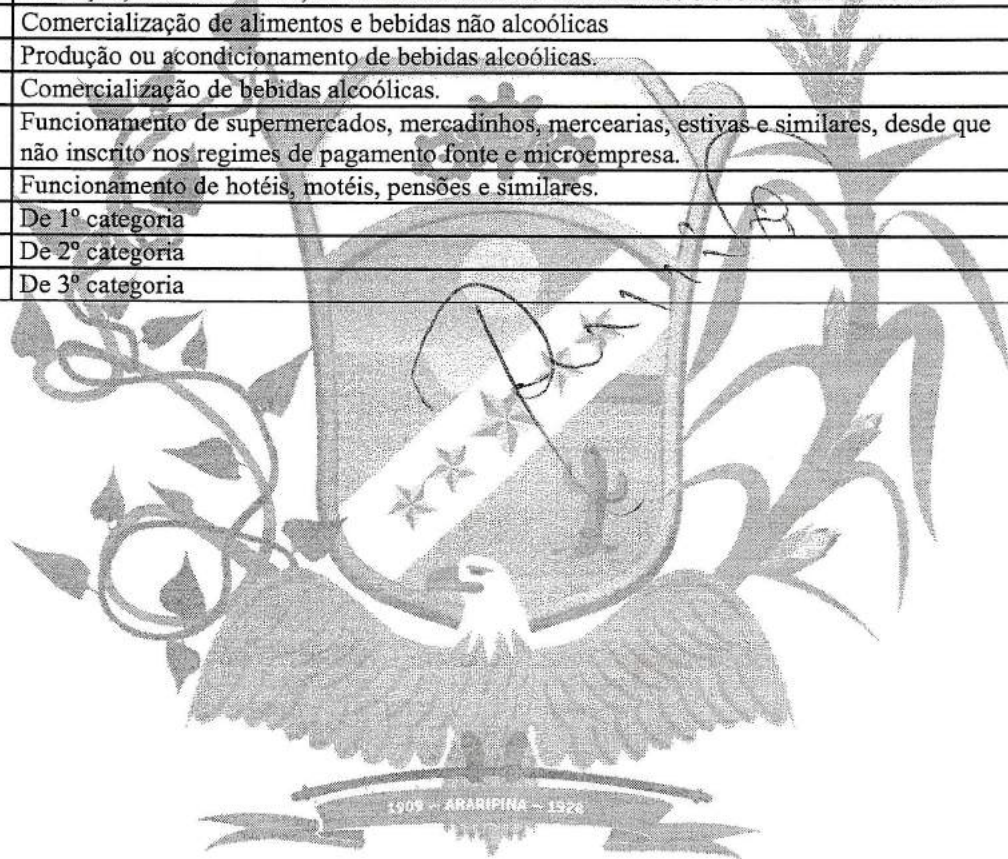 Comercialização de alimentos e bebidas não alcoólicas
Produção ou acondicionamento de bebidas alcoólicas.
Comercialização de bebidas alcoólicas.
Funcionamento de supermercados, mercadinhos, mercearias, estivas e similares, desde que
não inscrito nos regimes de pagamento fonte e microempresa.
Funcionamento de hotéis, motéis, pensões e similares.
De 1º categoria
De 2º categoria
De 3º categoria
1909 – ARARIPINA – 1928